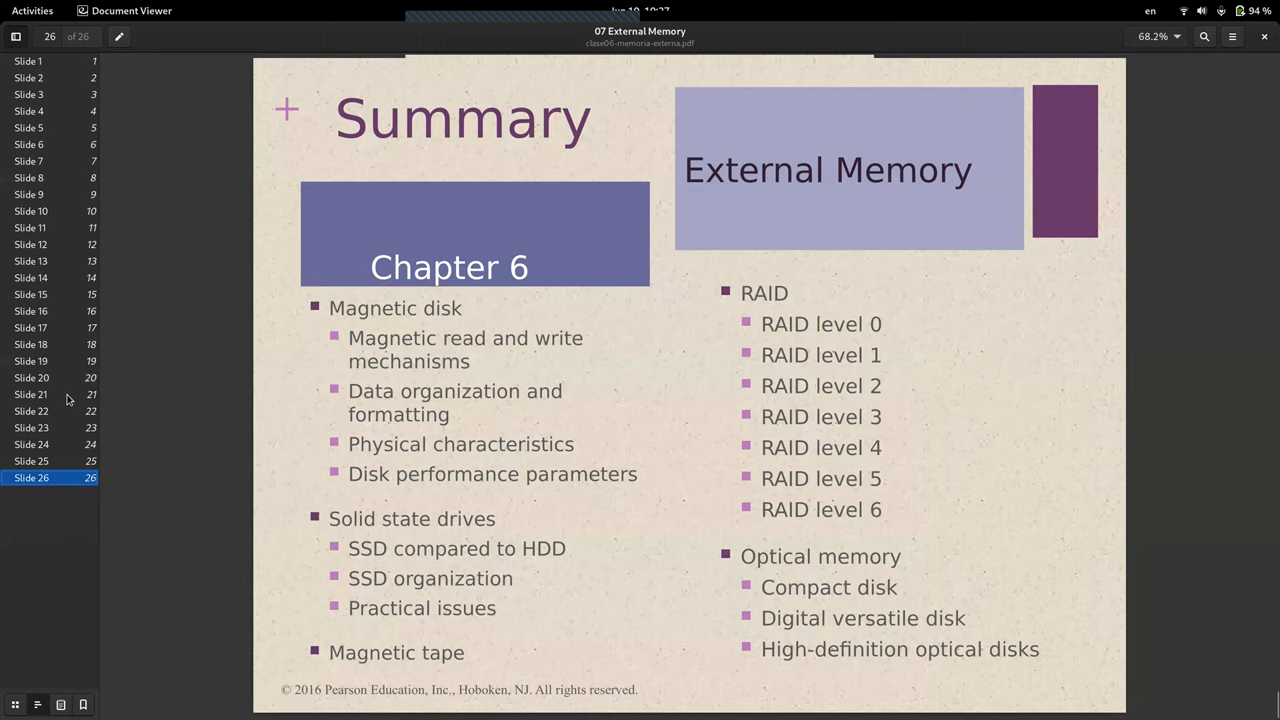 Activities
Document Viewer
en
94 %
26 of 26
07 External Memory
clase06-memoria-externa.pdf
68.2%
Slide 1 1
Slide 2 2
Slide 3 3
Slide 4 4
Slide 5 5
Slide 6 6
Slide 7 7
Slide 8 8
Slide 9 9
Slide 10 10
Slide 11 11
Slide 12 12
Slide 13 13
Slide 14 14
Slide 15 15
Slide 16 16
Slide 17 17
Slide 18 18
Slide 19 19
Slide 20 20
Slide 21 21
Slide 22 22
Slide 23 23
Slide 24 24
Slide 25 25
Slide 26 26
+ Summary
Chapter 6
Magnetic disk
Magnetic read and write
mechanisms
Data organization and
formatting
Physical characteristics
Disk performance parameters
Solid state drives
SSD compared to HDD
SSD organization
Practical issues
Magnetic tape
External Memory
RAID
RAID level 0
RAID level 1
RAID level 2
RAID level 3
RAID level 4
RAID level 5
RAID level 6
Optical memory
Compact disk
Digital versatile disk
High-definition optical disks
© 2016 Pearson Education, Inc., Hoboken, NJ. All rights reserved.